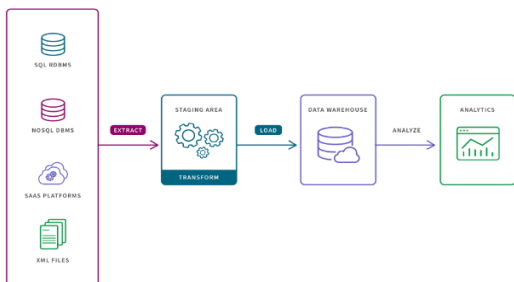 SQL RDBMS
NOSQL DBMS
SAAS PLATFORMS
XML FILES
EXTRACT
STAGING AREA
TRANSFORM
LOAD
DATA WAREHOUSE
ANALYZE
ANALYTICS